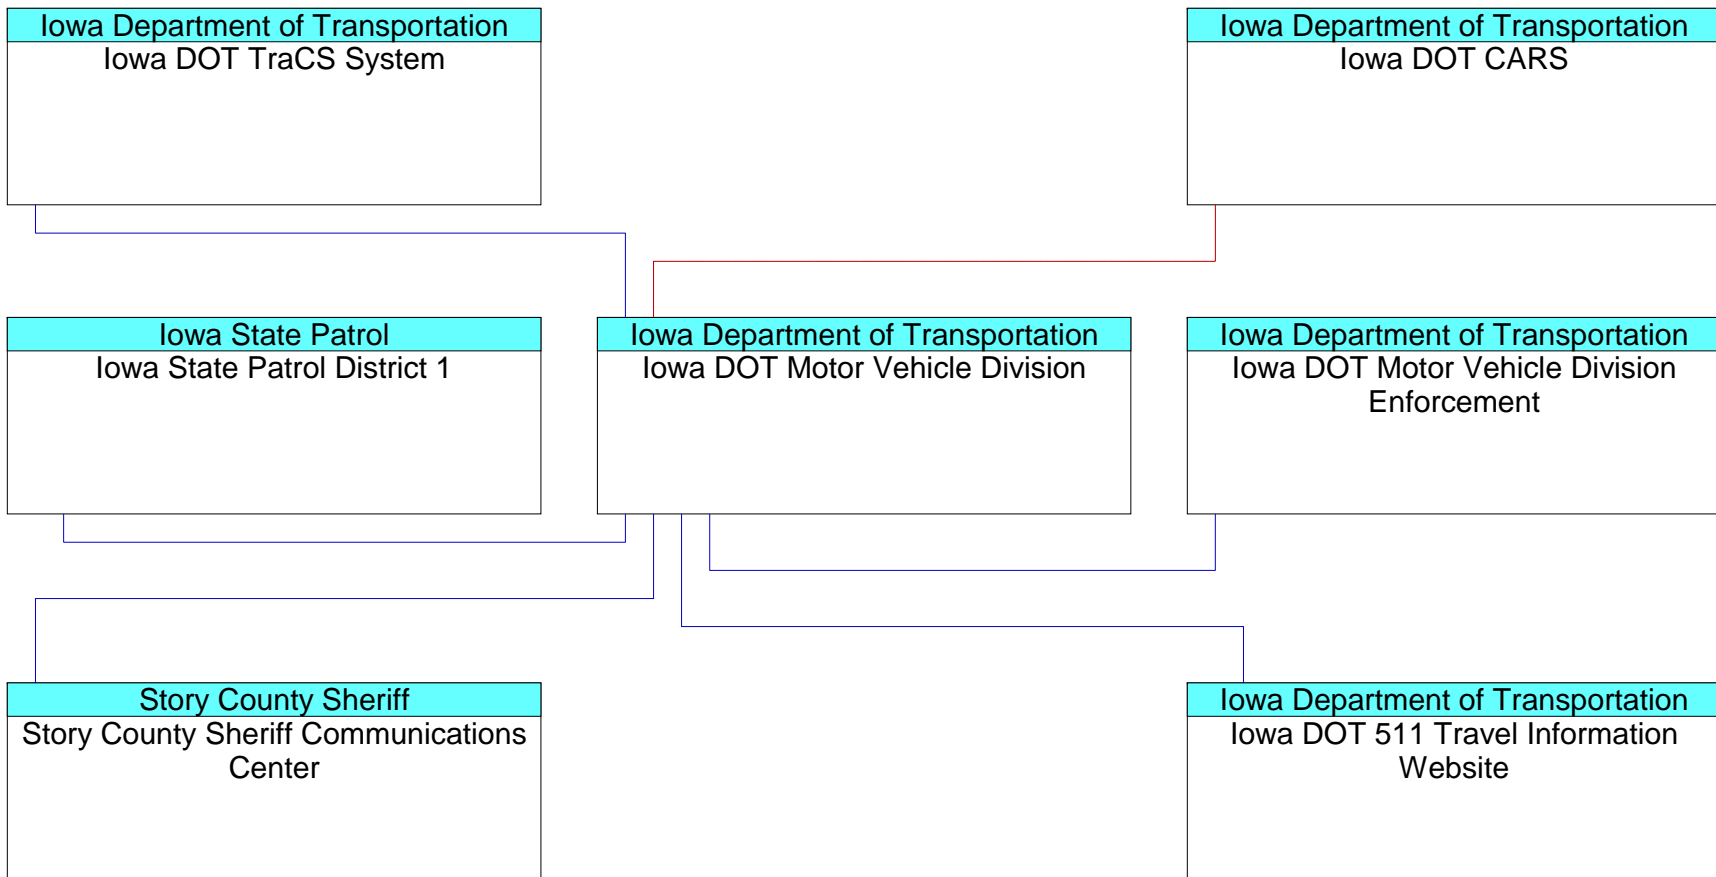 Iowa Department of Transportation
Iowa DOT TraCS System
Iowa Department of Transportation
Iowa DOT CARS
Iowa State Patrol
Iowa State Patrol District 1
Iowa Department of Transportation
Iowa DOT Motor Vehicle Division
Iowa Department of Transportation
Iowa DOT Motor Vehicle Division
Enforcement
Story County Sheriff
Story County Sheriff Communications
Center
Iowa Department of Transportation
Iowa DOT 511 Travel Information
Website